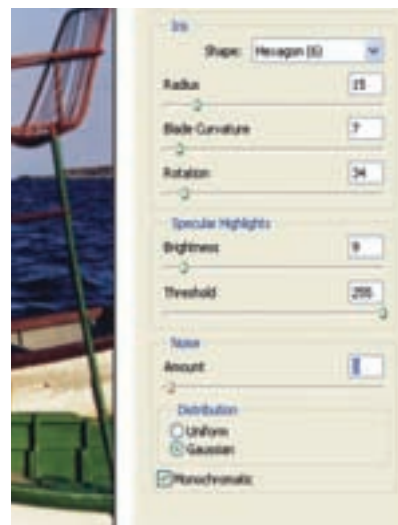 Iris
Shape: Hexagon (6)
Radius 15
Blade Curvature 7
Rotation 34
Specular Highlights
Brightness 9
Threshold 255
Noise
Amount
Distribution
Uniform
Gaussian
Monochromatic